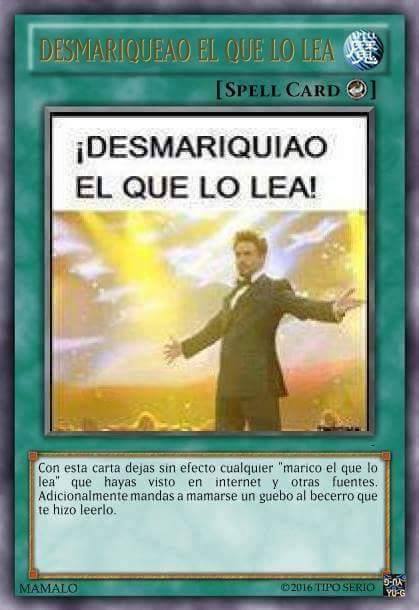 DESMARIQUEAO EL QUE LO LEA
[SPELL CARD]
¡DESMARIQUIAO
EL QUE LO LEA!
Con esta carta dejas sin efecto cualquier "marico el que lo
lea" que hayas visto en internet y otras fuentes.
Adicionalmente mandas a mamarse un guebo al becerro que
te hizo leerlo.
MAMALO
©2016 TIPO SERIO